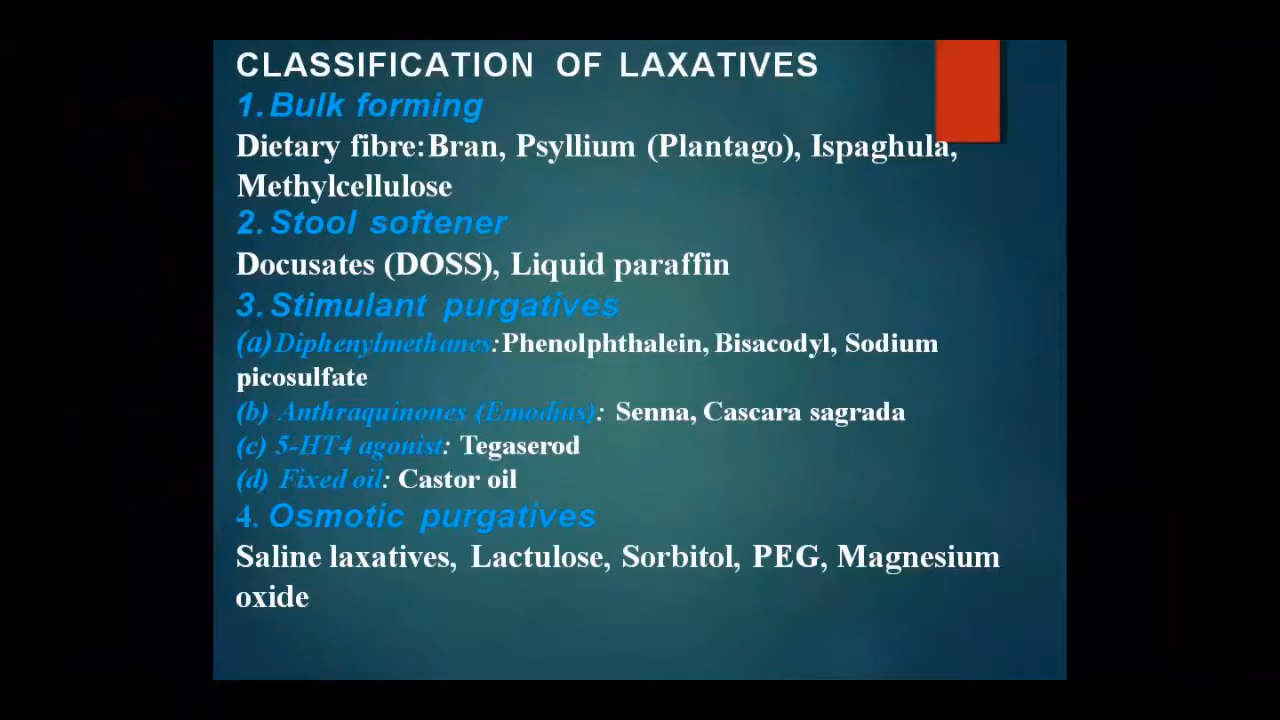 CLASSIFICATION OF LAXATIVES
1. Bulk forming
Dietary fibre: Bran, Psyllium (Plantago), Ispaghula,
Methylcellulose
2. Stool softener
Docusates (DOSS), Liquid paraffin
3. Stimulant purgatives
(a) Diphenylmethanes: Phenolphthalein, Bisacodyl, Sodium
picosulfate
(b) Anthraquinones (Emodins): Senna, Cascara sagrada
(c) 5-HT4 agonist: Tegaserod
(d) Fixed oil: Castor oil
4. Osmotic purgatives
Saline laxatives, Lactulose, Sorbitol, PEG, Magnesium
oxide